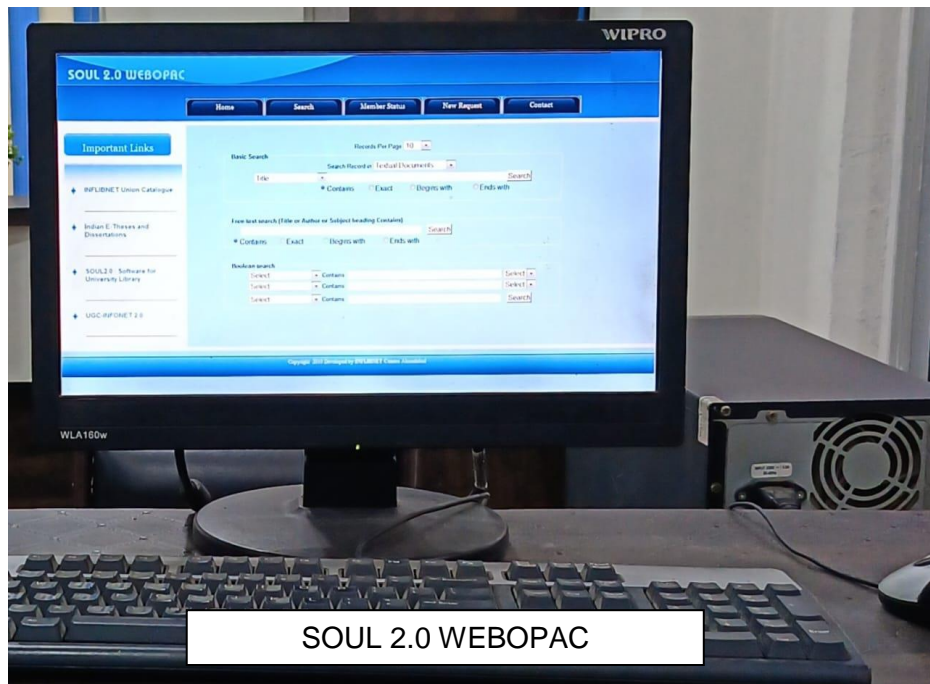 WIPRO
SOUL 2.0 WEBOPAC
Home Search Member Status New Request Contact
Important Links
INFLIBNET Union Catalogue
Indian E-Theses and
Dissertations
SOUL2.0 Software for
University Library
UGC-INFONET 2.0
Records Per Page 10
Basic Search
Search Record in Textual Documents
Title Search
Contains Exact Begins with Ends with
Free text search (Title or Author or Subject heading Contains)
Search
Contains Exact Begins with Ends with
Boolean search
Select Contains Select
Select Contains Select
Select Contains Search
Developed by INFLIBNET Centre
WLA160w
SOUL 2.0 WEBOPAC